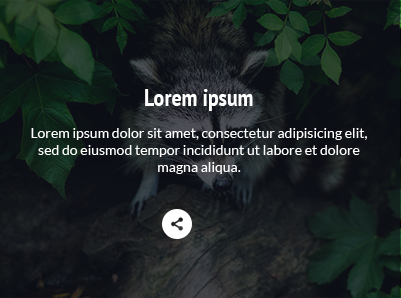 Lorem ipsum
Lorem ipsum dolor sit amet, consectetur adipisicing elit,
sed do eiusmod tempor incididunt ut labore et dolore
magna aliqua.